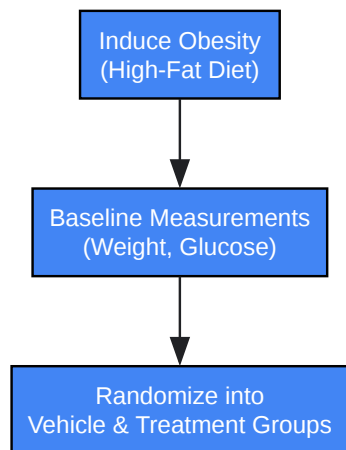 Induce Obesity
(High-Fat Diet)
Baseline Measurements
(Weight, Glucose)
Randomize into
Vehicle & Treatment Groups